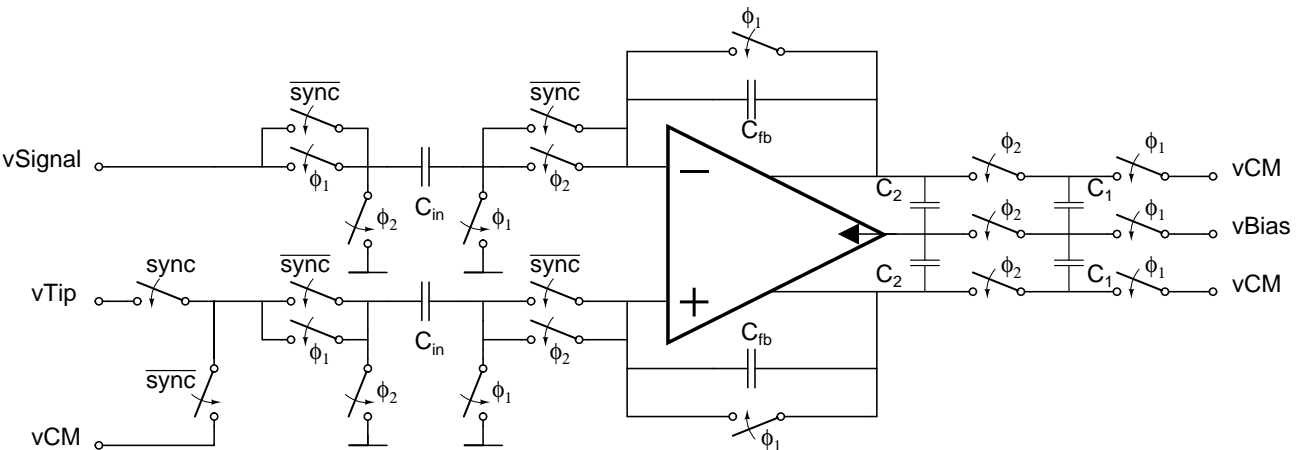 ϕ1
sync
sync
Cfb
vSignal
ϕ1
ϕ2
ϕ2
ϕ1
vCM
C2
C1
Cin
ϕ2
ϕ1
ϕ2
ϕ1
vBias
sync
sync
sync
C2
ϕ2
C1
ϕ1
vCM
vTip
ϕ1
Cin
ϕ2
Cfb
sync
ϕ2
ϕ1
vCM
ϕ1